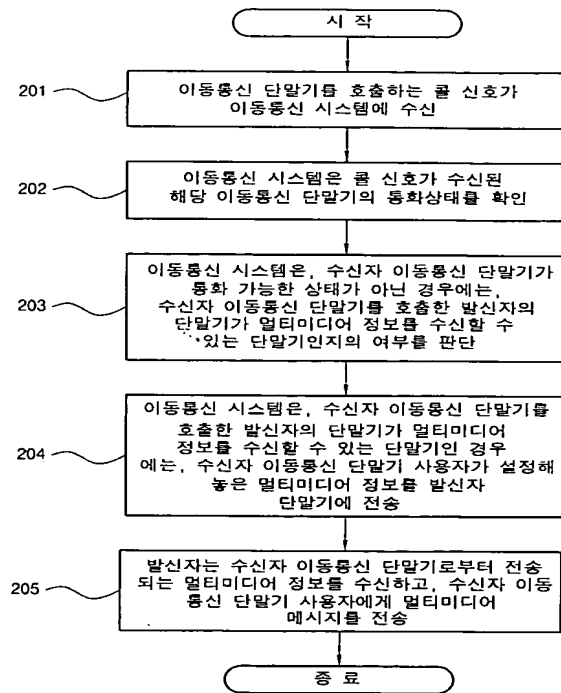 시 작
201
이동통신 단말기를 호출하는 콜 신호가
이동통신 시스템에 수신
202
이동통신 시스템은 콜 신호가 수신된
해당 이동통신 단말기의 통화상태를 확인
203
이동통신 시스템은, 수신자 이동통신 단말기가
통화 가능한 상태가 아닌 경우에는,
수신자 이동통신 단말기를 호출한 발신자의
단말기가 멀티미디어 정보를 수신할 수
있는 단말기인지의 여부를 판단
204
이동통신 시스템은, 수신자 이동통신 단말기를
호출한 발신자의 단말기가 멀티미디어
정보를 수신할 수 있는 단말기인 경우
에는, 수신자 이동통신 단말기 사용자가 설정해
놓은 멀티미디어 정보를 발신자
단말기에 전송
205
발신자는 수신자 이동통신 단말기로부터 전송
되는 멀티미디어 정보를 수신하고, 수신자 이동
통신 단말기 사용자에게 멀티미디어
메시지를 전송
종 료